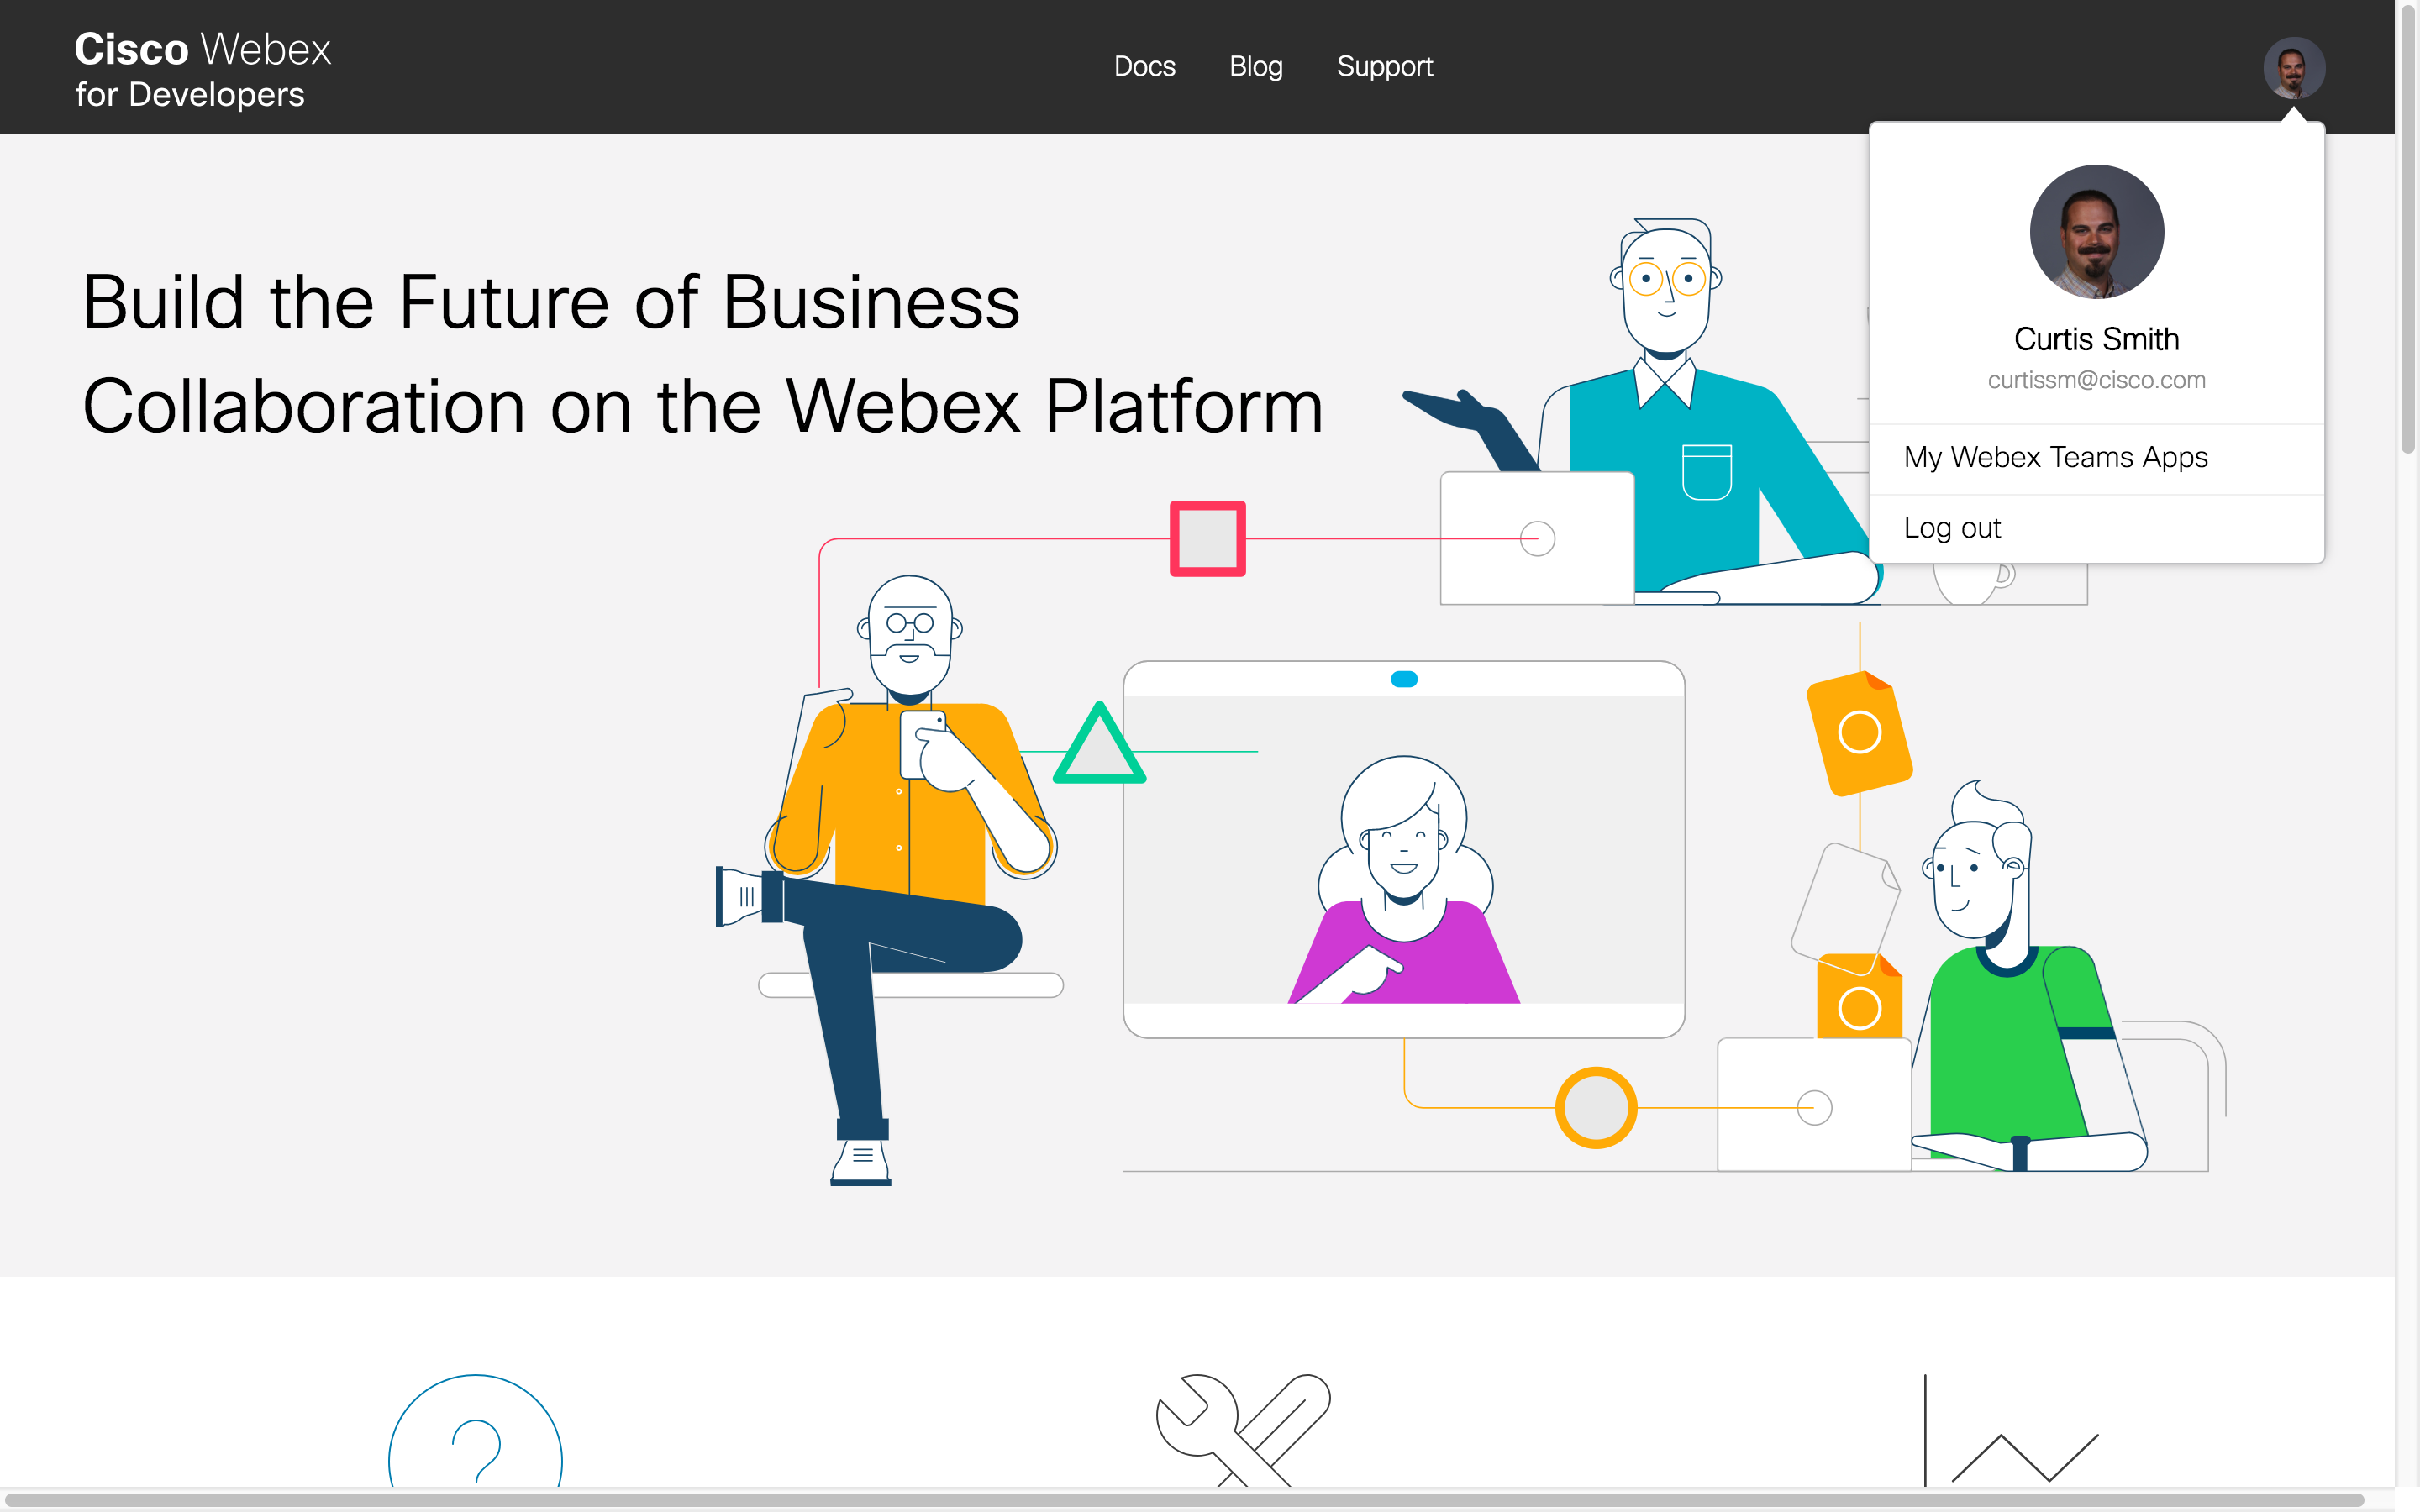 Cisco Webex
for Developers
Docs
Blog
Support
Build the Future of Business
Collaboration on the Webex Platform
Curtis Smith
curtissm@cisco.com
My Webex Teams Apps
Log out
?